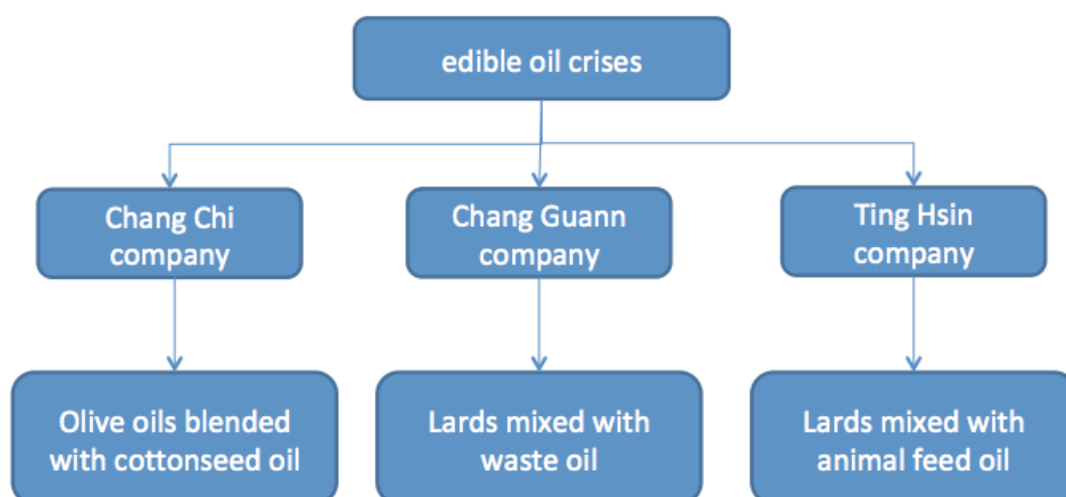 edible oil crises
Chang Chi
company
Chang Guann
company
Ting Hsin
company
Olive oils blended
with cottonseed oil
Lards mixed with
waste oil
Lards mixed with
animal feed oil